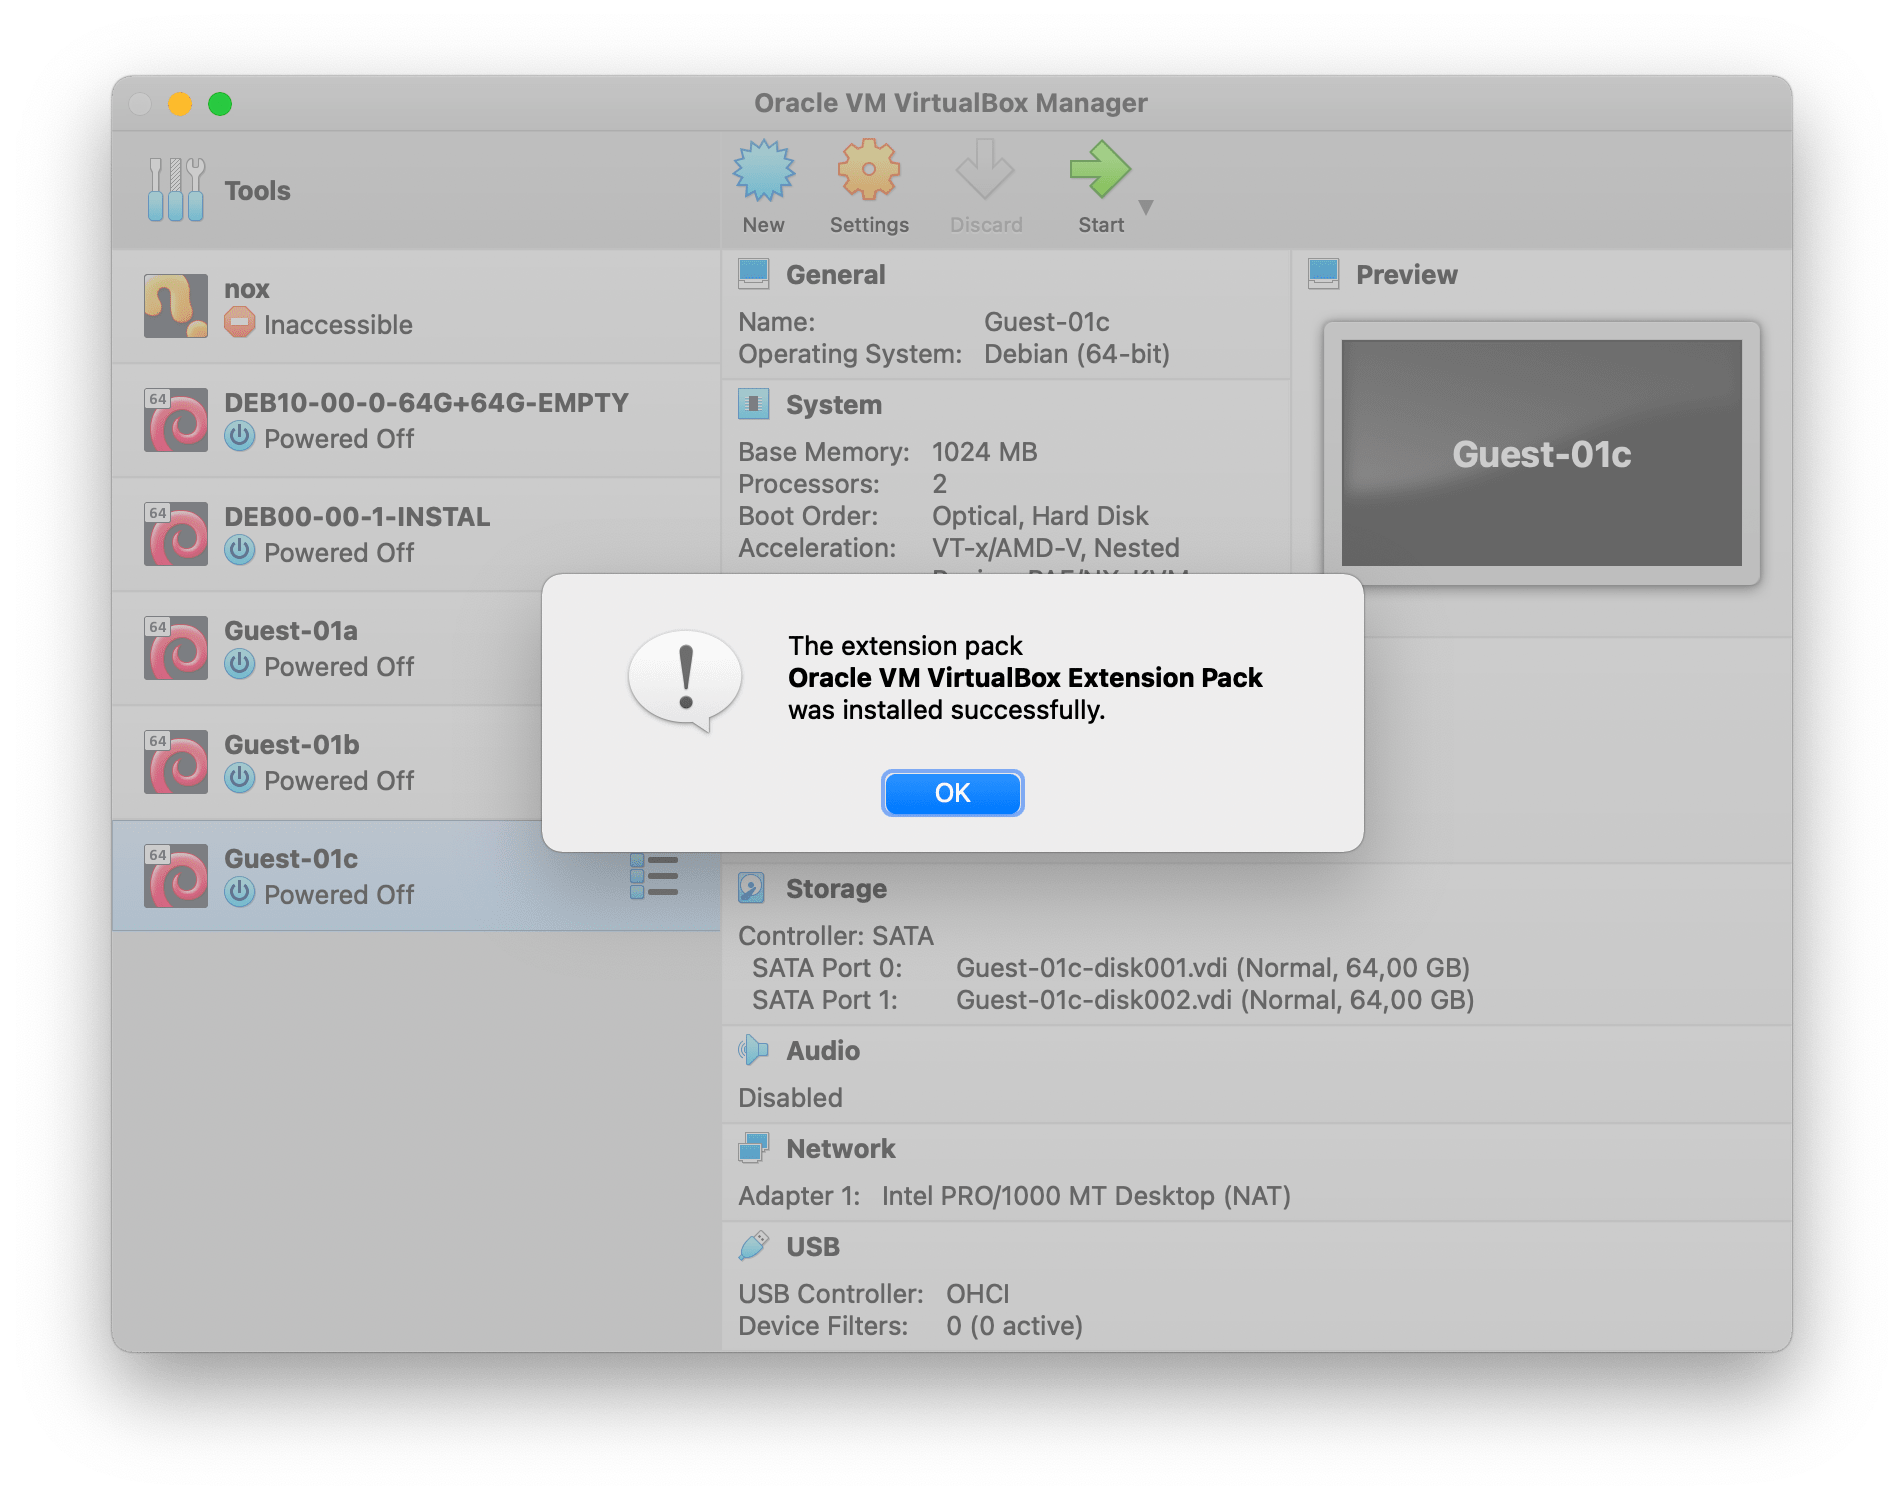 Oracle VM VirtualBox Manager
Tools
New
Settings
Discard
Start
nox
Inaccessible
64
DEB10-00-0-64G+64G-EMPTY
Powered Off
64
DEB00-00-1-INSTAL
Powered Off
64
Guest-01a
Powered Off
64
Guest-01b
Powered Off
64
Guest-01c
Powered Off
General
Name: Guest-01c
Operating System: Debian (64-bit)
System
Base Memory: 1024 MB
Processors: 2
Boot Order: Optical, Hard Disk
Acceleration: VT-x/AMD-V, Nested
Preview
Guest-01c
The extension pack
Oracle VM VirtualBox Extension Pack
was installed successfully.
OK
Storage
Controller: SATA
SATA Port 0: Guest-01c-disk001.vdi (Normal, 64,00 GB)
SATA Port 1: Guest-01c-disk002.vdi (Normal, 64,00 GB)
Audio
Disabled
Network
Adapter 1: Intel PRO/1000 MT Desktop (NAT)
USB
USB Controller: OHCI
Device Filters: 0 (0 active)